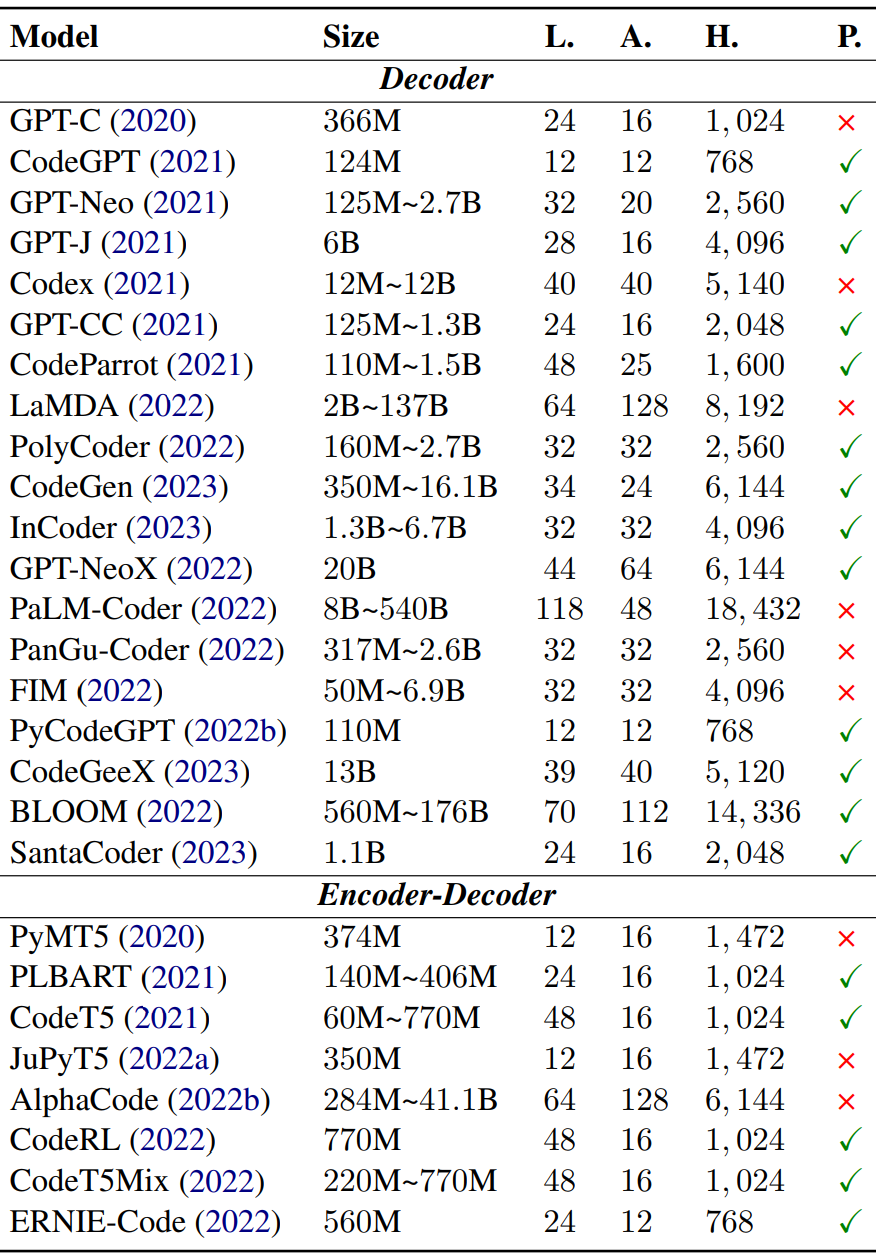 Model Size L. A. H. P.
Decoder
GPT-C (2020) 366M 24 16 1,024 ×
CodeGPT (2021) 124M 12 12 768 ✓
GPT-Neo (2021) 125M~2.7B 32 20 2,560 ✓
GPT-J (2021) 6B 28 16 4,096 ✓
Codex (2021) 12M~12B 40 40 5,140 ×
GPT-CC (2021) 125M~1.3B 24 16 2,048 ✓
CodeParrot (2021) 110M~1.5B 48 25 1,600 ✓
LaMDA (2022) 2B~137B 64 128 8,192 ×
PolyCoder (2022) 160M~2.7B 32 32 2,560 ✓
CodeGen (2023) 350M~16.1B 34 24 6,144 ✓
InCoder (2023) 1.3B~6.7B 32 32 4,096 ✓
GPT-NeoX (2022) 20B 44 64 6,144 ✓
PaLM-Coder (2022) 8B~540B 118 48 18,432 ×
PanGu-Coder (2022) 317M~2.6B 32 32 2,560 ×
FIM (2022) 50M~6.9B 32 32 4,096 ×
PyCodeGPT (2022b) 110M 12 12 768 ✓
CodeGeeX (2023) 13B 39 40 5,120 ✓
BLOOM (2022) 560M~176B 70 112 14,336 ✓
SantaCoder (2023) 1.1B 24 16 2,048 ✓
Encoder-Decoder
PyMT5 (2020) 374M 12 16 1,472 ×
PLBART (2021) 140M~406M 24 16 1,024 ✓
CodeT5 (2021) 60M~770M 48 16 1,024 ✓
JuPyT5 (2022a) 350M 12 16 1,472 ×
AlphaCode (2022b) 284M~41.1B 64 128 6,144 ×
CodeRL (2022) 770M 48 16 1,024 ✓
CodeT5Mix (2022) 220M~770M 48 16 1,024 ✓
ERNIE-Code (2022) 560M 24 12 768 ✓